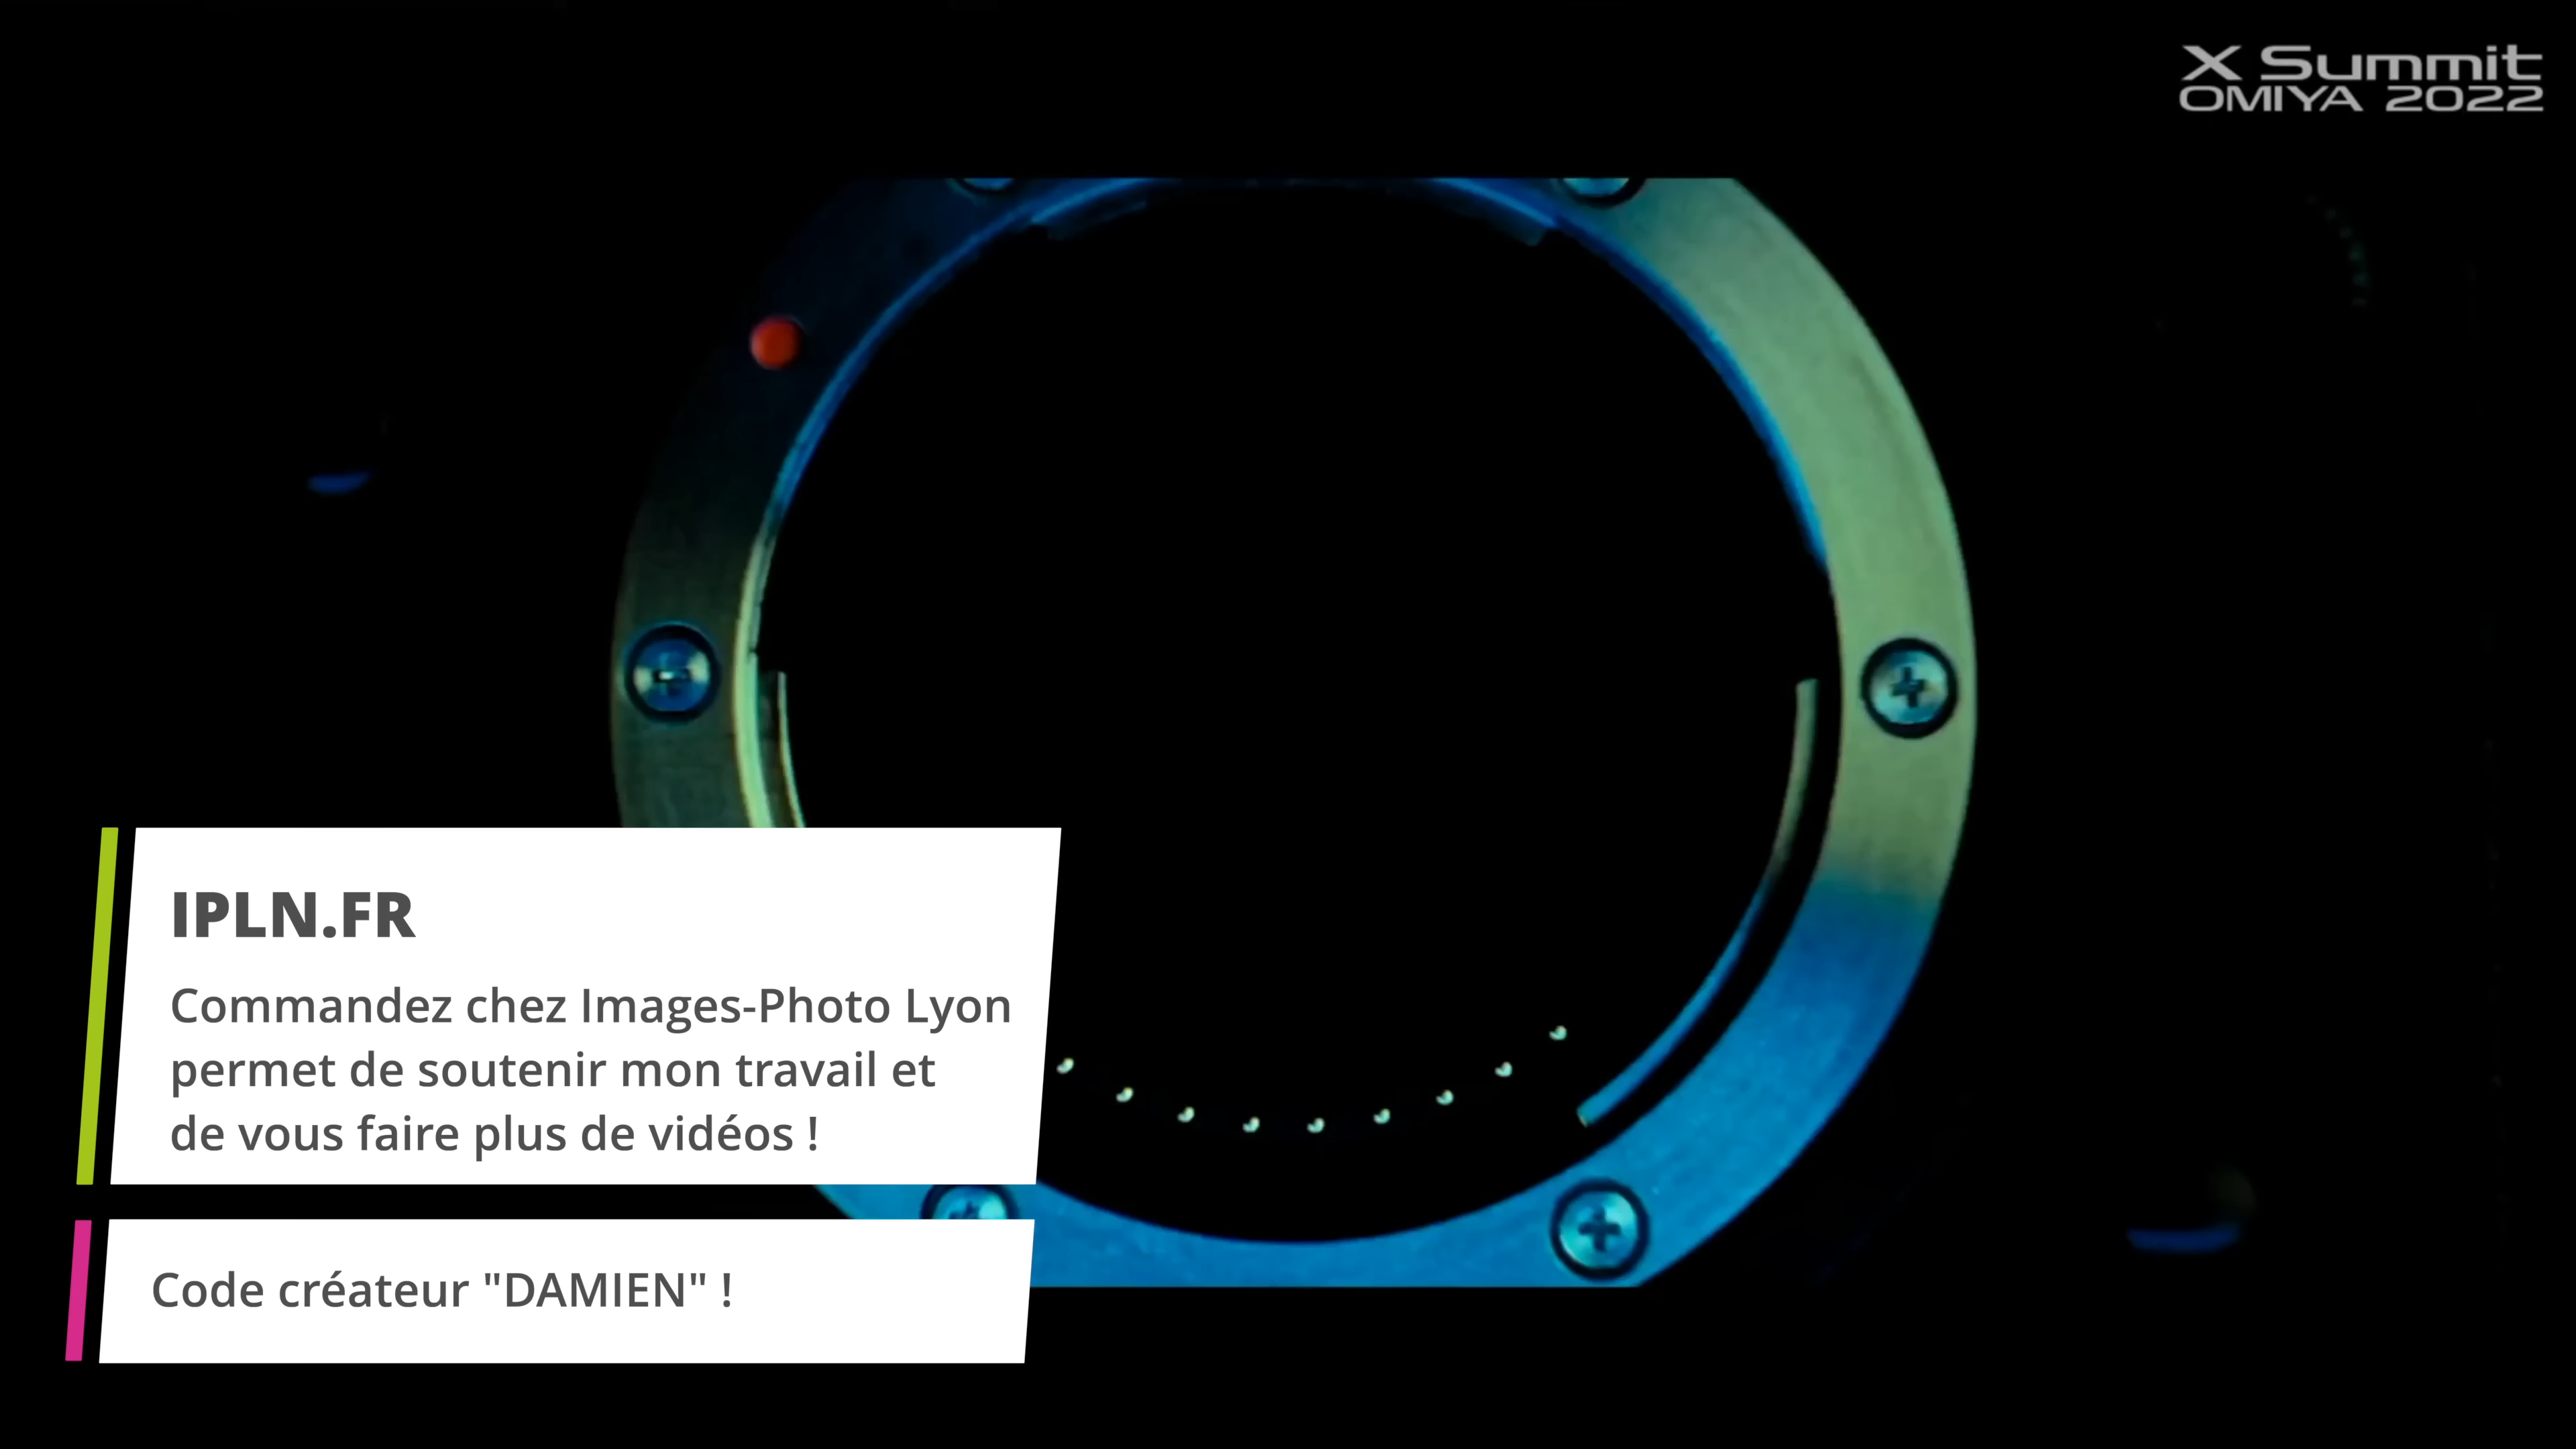 X Summit
OMIYA 2022
IPLN.FR
Commandez chez Images-Photo Lyon
permet de soutenir mon travail et
de vous faire plus de vidéos !
Code créateur "DAMIEN" !